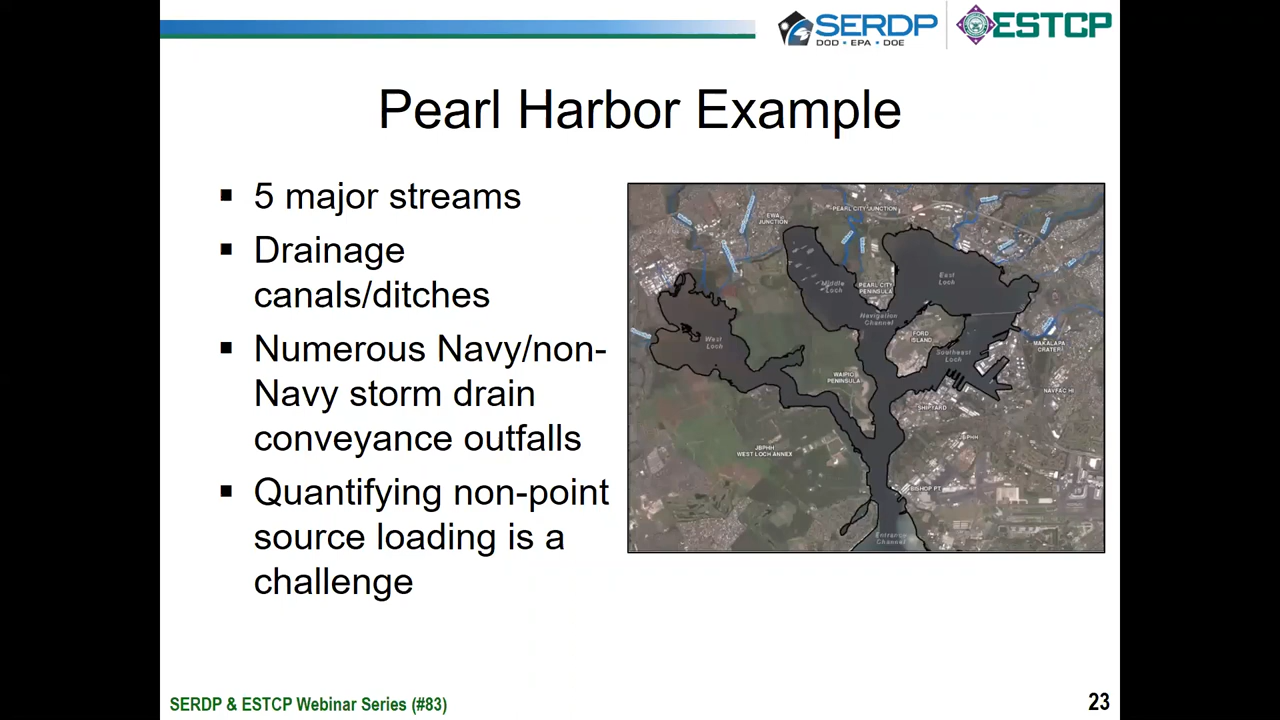 SERDP
DOD • EPA • DOE
ESTCP
Pearl Harbor Example
▪ 5 major streams
▪ Drainage
canals/ditches
▪ Numerous Navy/non-
Navy storm drain
conveyance outfalls
▪ Quantifying non-point
source loading is a
challenge
EWA
JUNCTION
PEARL CITY JUNCTION
Middle
Loch
PEARL CITY
PENINSULA
East
Loch
Navigation
Channel
FORD
ISLAND
West
Loch
Southeast
Loch
MAKALAPA
CRATER
WAIPIO
PENINSULA
NAVFAC HI
SHIPYARD
JBPHH
JBPHH
WEST LOCH ANNEX
BISHOP PT
Entrance
Channel
SERDP & ESTCP Webinar Series (#83)
23